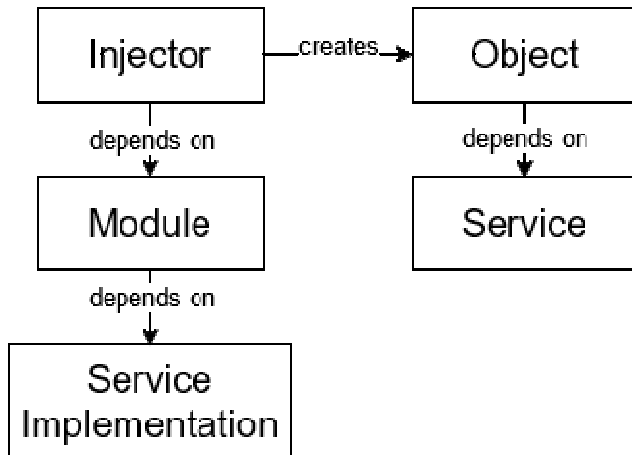 Injector
creates
Object
depends on
depends on
Module
Service
depends on
Service
Implementation